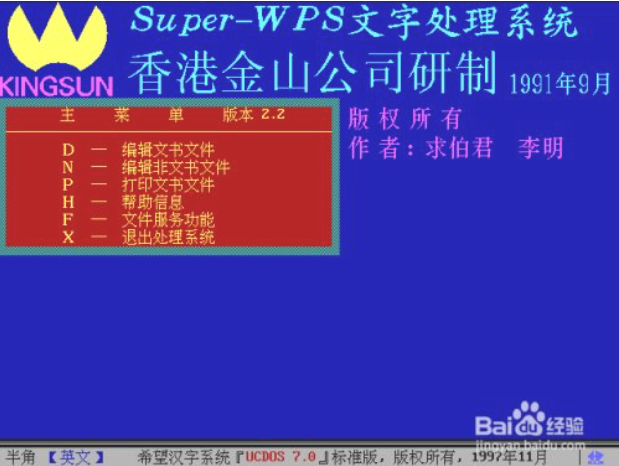 Super-WPS文字处理系统
KINGSUN
香港金山公司研制 1991年9月
主 菜 单 版本 2.2
版 权 所 有
作 者：求伯君 李明
D — 编辑文书文件
N — 编辑非文书文件
P — 打印文书文件
H — 帮助信息
F — 文件服务功能
X — 退出处理系统
Bai du 经验
jingyan.baidu.com
半角 【英文】 希望汉字系统『UCDOS 7.0』标准版，版权所有，199?年11月